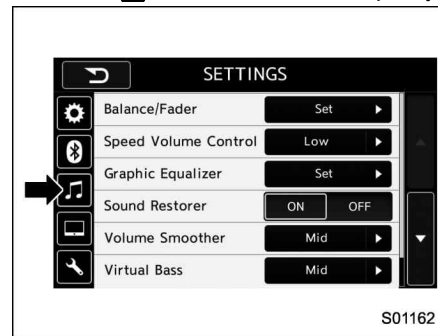 SETTINGS
Balance/Fader Set
Speed Volume Control Low
Graphic Equalizer Set
Sound Restorer ON OFF
Volume Smoother Mid
Virtual Bass Mid
S01162